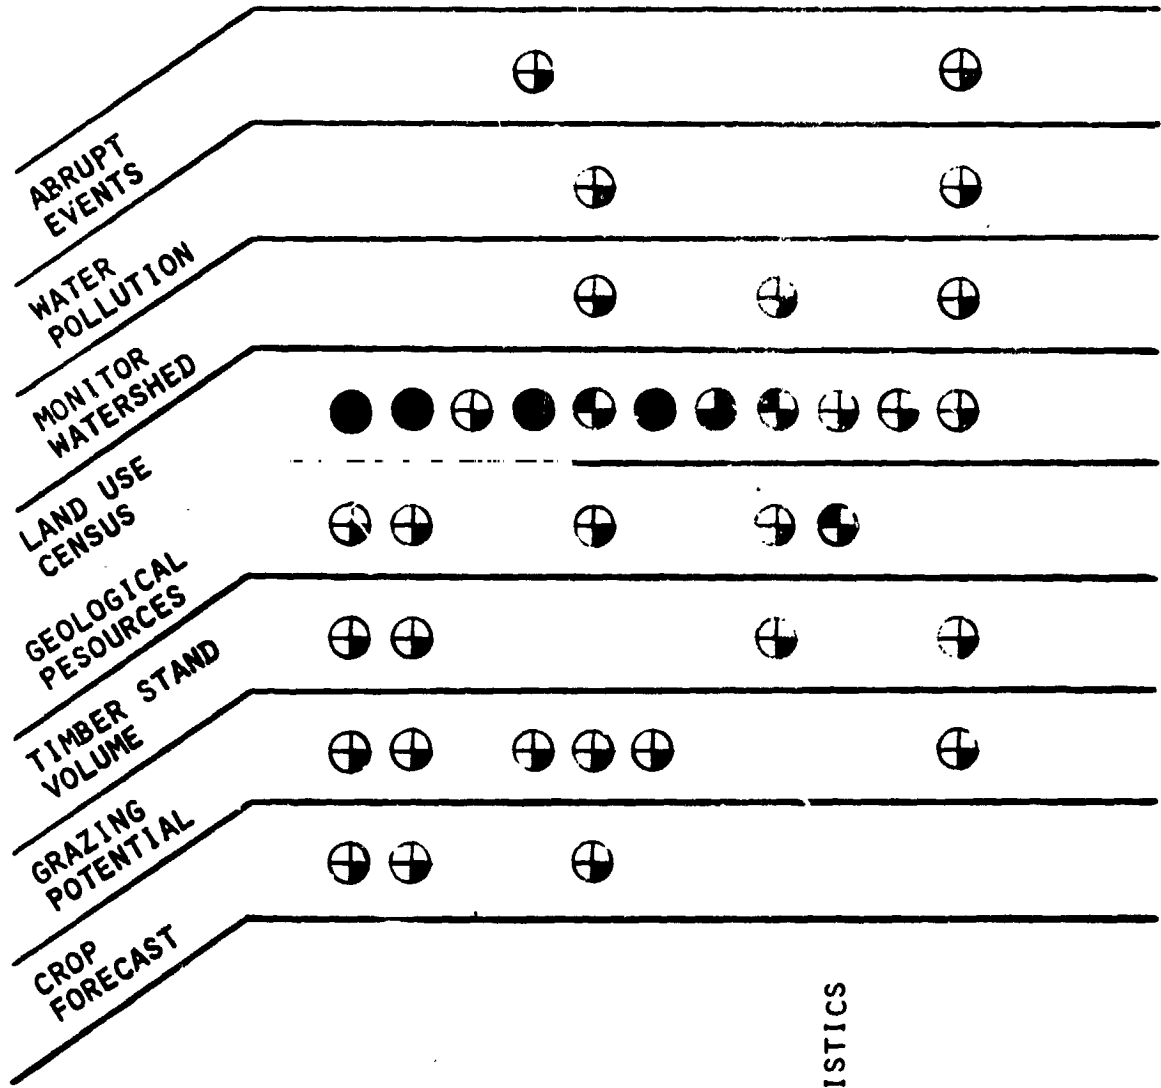 ABRUPT
EVENTS
WATER
POLLUTION
MONITOR
WATERSHED
LAND USE
CENSUS
GEOLOGICAL
PESOURCES
TIMBER STAND
VOLUME
GRAZING
POTENTIAL
CROP
FORECAST
ISTICS